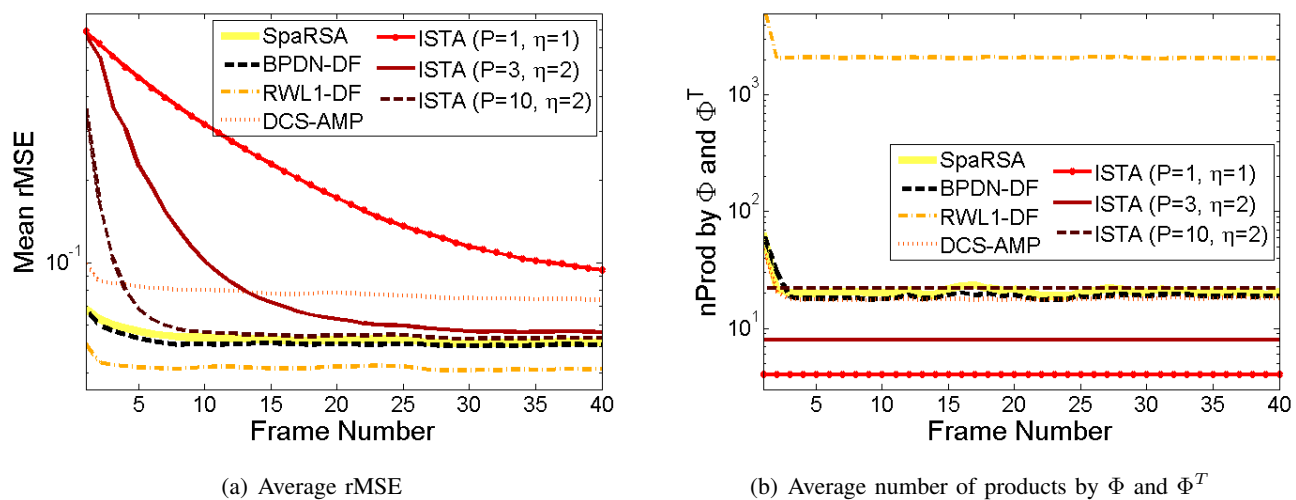 Mean rMSE
10^-1
SpaRSA
BPDN-DF
RWL1-DF
DCS-AMP
ISTA (P=1, η=1)
ISTA (P=3, η=2)
ISTA (P=10, η=2)
5 10 15 20 25 30 35 40
Frame Number
(a) Average rMSE
nProd by Φ and Φ^T
10^3
10^2
10^1
SpaRSA
BPDN-DF
RWL1-DF
DCS-AMP
ISTA (P=1, η=1)
ISTA (P=3, η=2)
ISTA (P=10, η=2)
5 10 15 20 25 30 35 40
Frame Number
(b) Average number of products by Φ and Φ^T